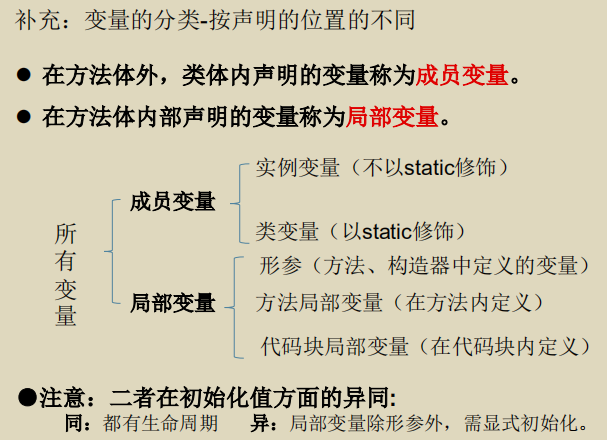 补充：变量的分类-按声明的位置的不同
● 在方法体外，类体内声明的变量称为成员变量。
● 在方法体内部声明的变量称为局部变量。
所有变量
成员变量
实例变量（不以static修饰）
类变量（以static修饰）
局部变量
形参（方法、构造器中定义的变量）
方法局部变量（在方法内定义）
代码块局部变量（在代码块内定义）
●注意：二者在初始化值方面的异同:
同：都有生命周期 异：局部变量除形参外，需显式初始化。